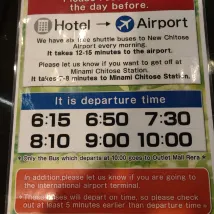 the day before.
Hotel → Airport
We have six free shuttle buses to New Chitose
Airport every morning.
It takes 12-15 minutes to the airport.
Please let us know if you want to get off at
Minami Chitose Station.
It takes 7-8 minutes to Minami Chitose Station.
It is departure time
6:15 6:50 7:30
8:10 9:00 10:00
Only the Bus which departs at 10:00 goes to Outlet Mall Rera
In addition,please let us know if you are going to
the international airport terminal.
These buses will depart on time, so please check
out at least 5 minutes earlier than departure time